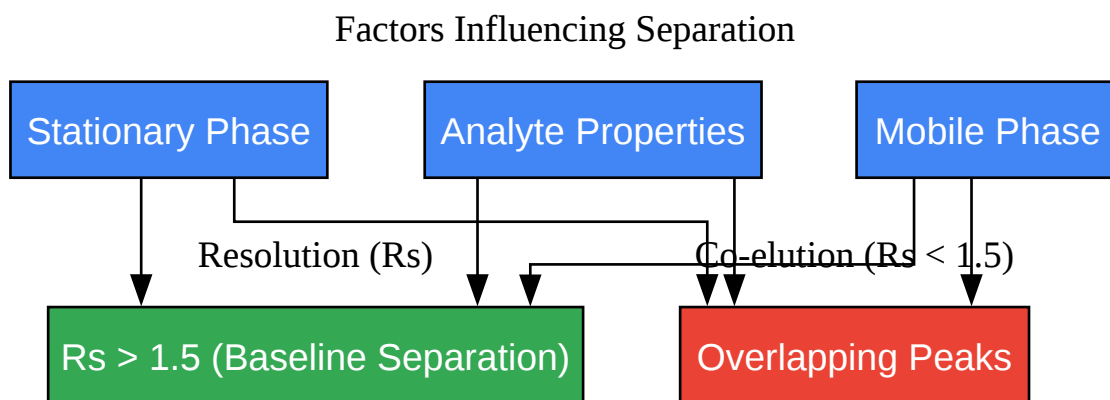 Factors Influencing Separation
Stationary Phase
Analyte Properties
Mobile Phase
Resolution (Rs)
Co-elution (Rs < 1.5)
Rs > 1.5 (Baseline Separation)
Overlapping Peaks